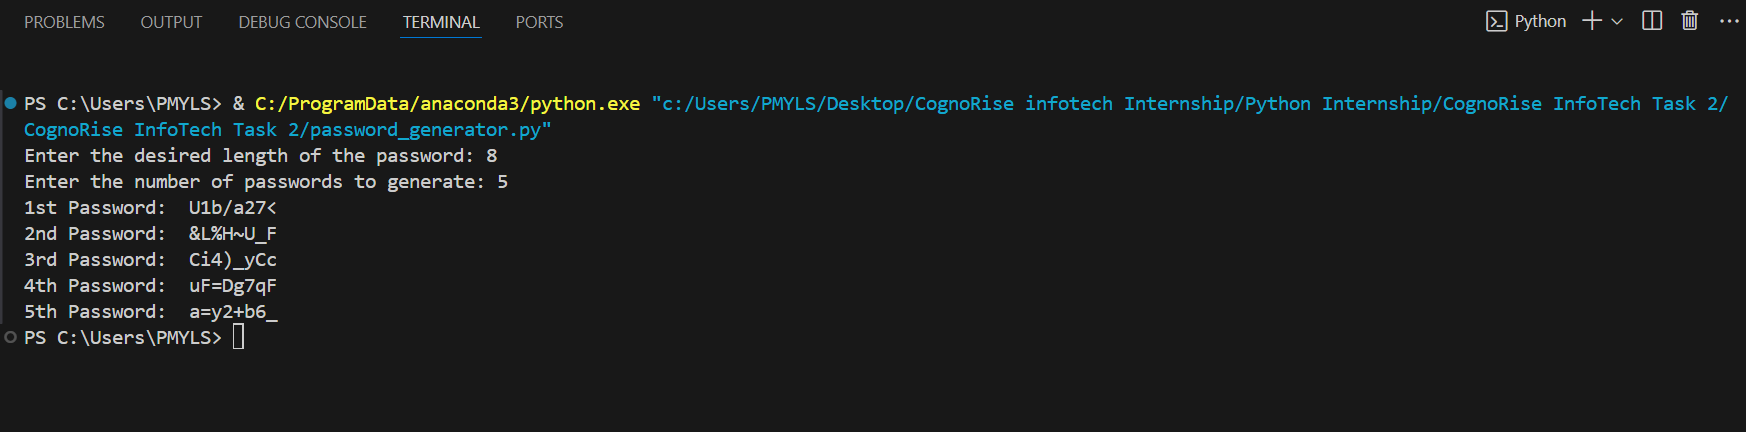 PROBLEMS OUTPUT DEBUG CONSOLE TERMINAL PORTS Python
PS C:\Users\PMYLS> & C:/ProgramData/anaconda3/python.exe "c:/Users/PMYLS/Desktop/CognoRise infotech Internship/Python Internship/CognoRise InfoTech Task 2/
CognoRise InfoTech Task 2/password_generator.py"
Enter the desired length of the password: 8
Enter the number of passwords to generate: 5
1st Password:  U1b/a27<
2nd Password:  &L%H~U_F
3rd Password:  Ci4)_yCc
4th Password:  uF=Dg7qF
5th Password:  a=y2+b6_
PS C:\Users\PMYLS>